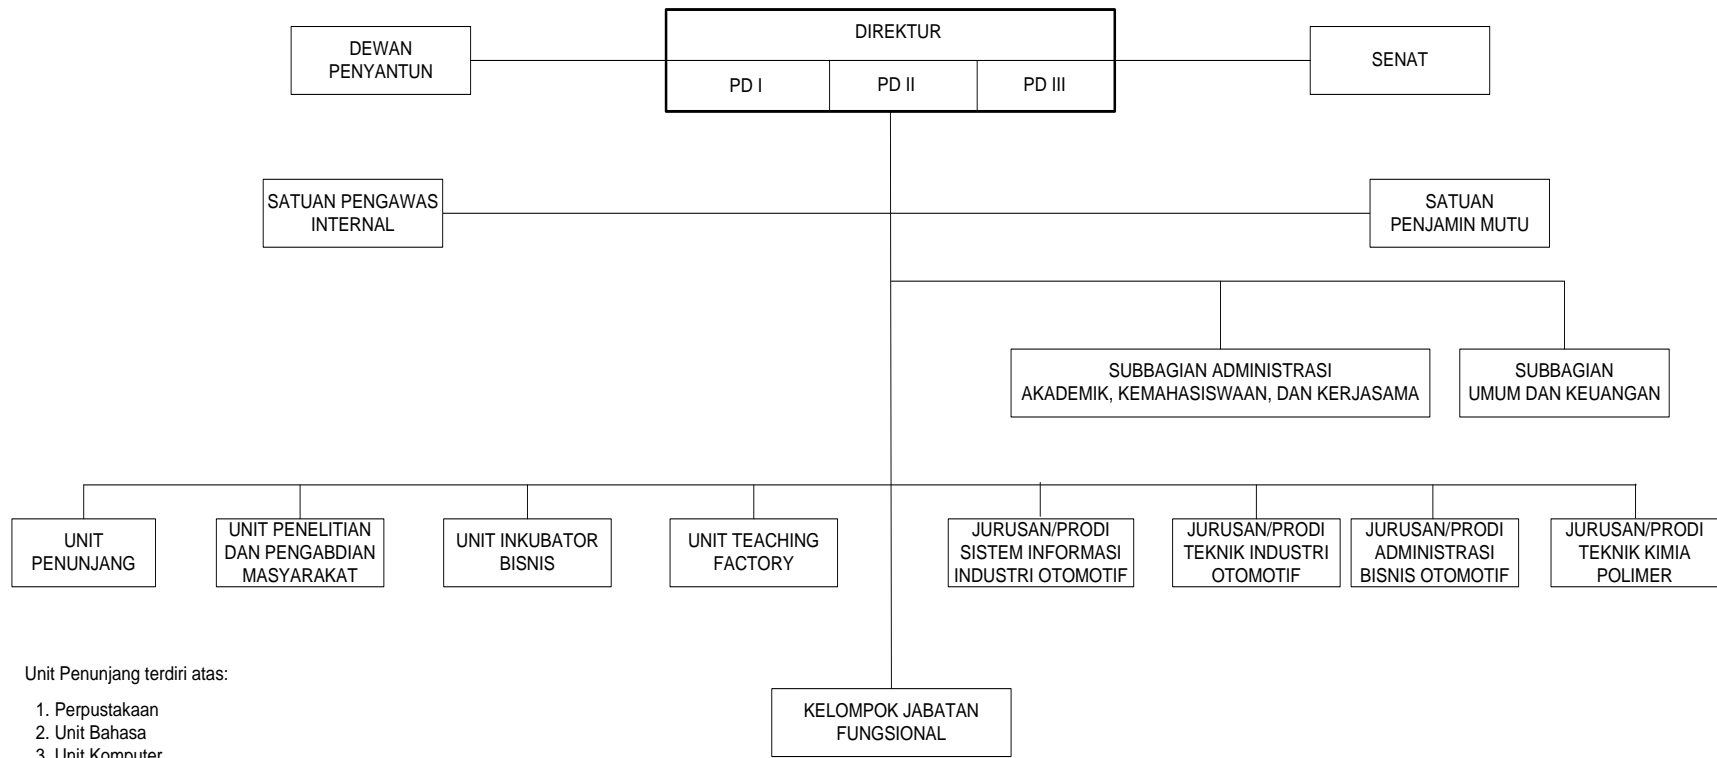 DIREKTUR
DEWAN
PENYANTUN
SENAT
PD I
PD II
PD III
SATUAN PENGAWAS
INTERNAL
SATUAN
PENJAMIN MUTU
SUBBAGIAN ADMINISTRASI
AKADEMIK, KEMAHASISWAAN, DAN KERJASAMA
SUBBAGIAN
UMUM DAN KEUANGAN
UNIT
PENUNJANG
UNIT PENELITIAN
DAN PENGABDIAN
MASYARAKAT
UNIT INKUBATOR
BISNIS
UNIT TEACHING
FACTORY
JURUSAN/PRODI
SISTEM INFORMASI
INDUSTRI OTOMOTIF
JURUSAN/PRODI
TEKNIK INDUSTRI
OTOMOTIF
JURUSAN/PRODI
ADMINISTRASI
BISNIS OTOMOTIF
JURUSAN/PRODI
TEKNIK KIMIA
POLIMER
Unit Penunjang terdiri atas:
1. Perpustakaan
2. Unit Bahasa
3. Unit Komputer
KELOMPOK JABATAN
FUNGSIONAL